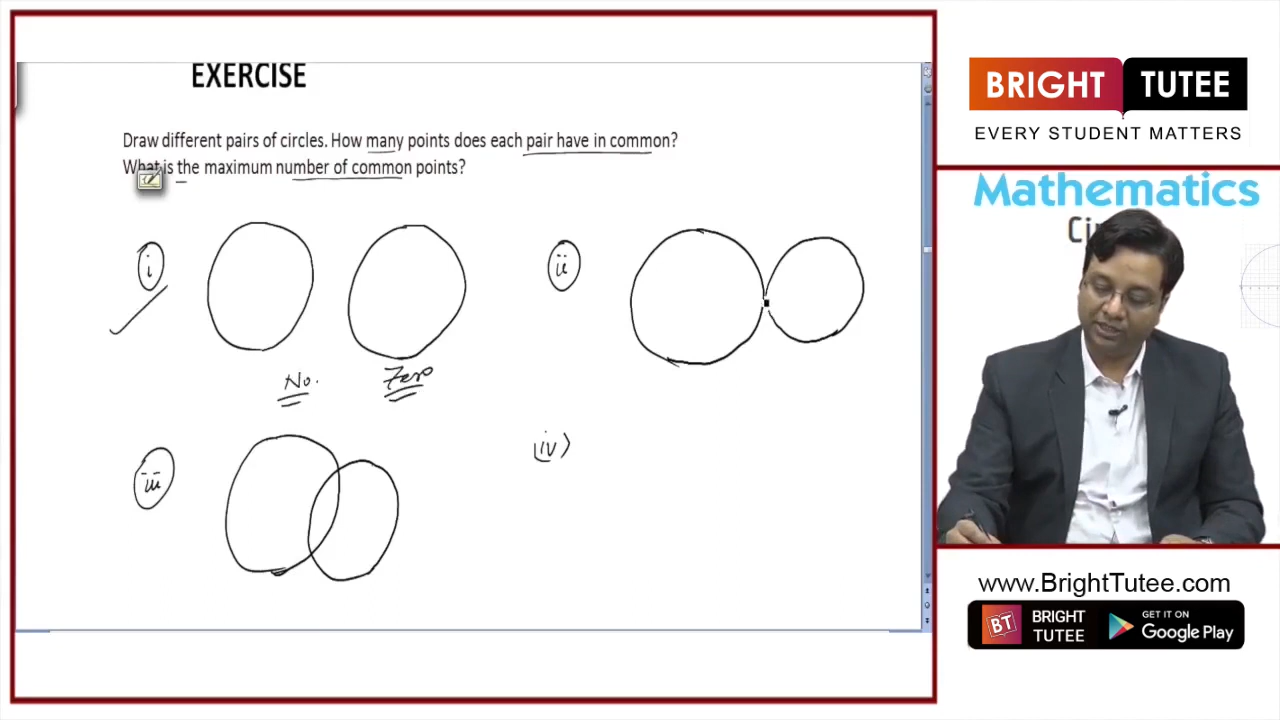 EXERCISE
Draw different pairs of circles. How many points does each pair have in common?
What is the maximum number of common points?
i
ii
No.
Zero
iii
(iv)
BRIGHT TUTEE
EVERY STUDENT MATTERS
Mathematics
www.BrightTutee.com
BT
BRIGHT
TUTEE
GET IT ON
Google Play